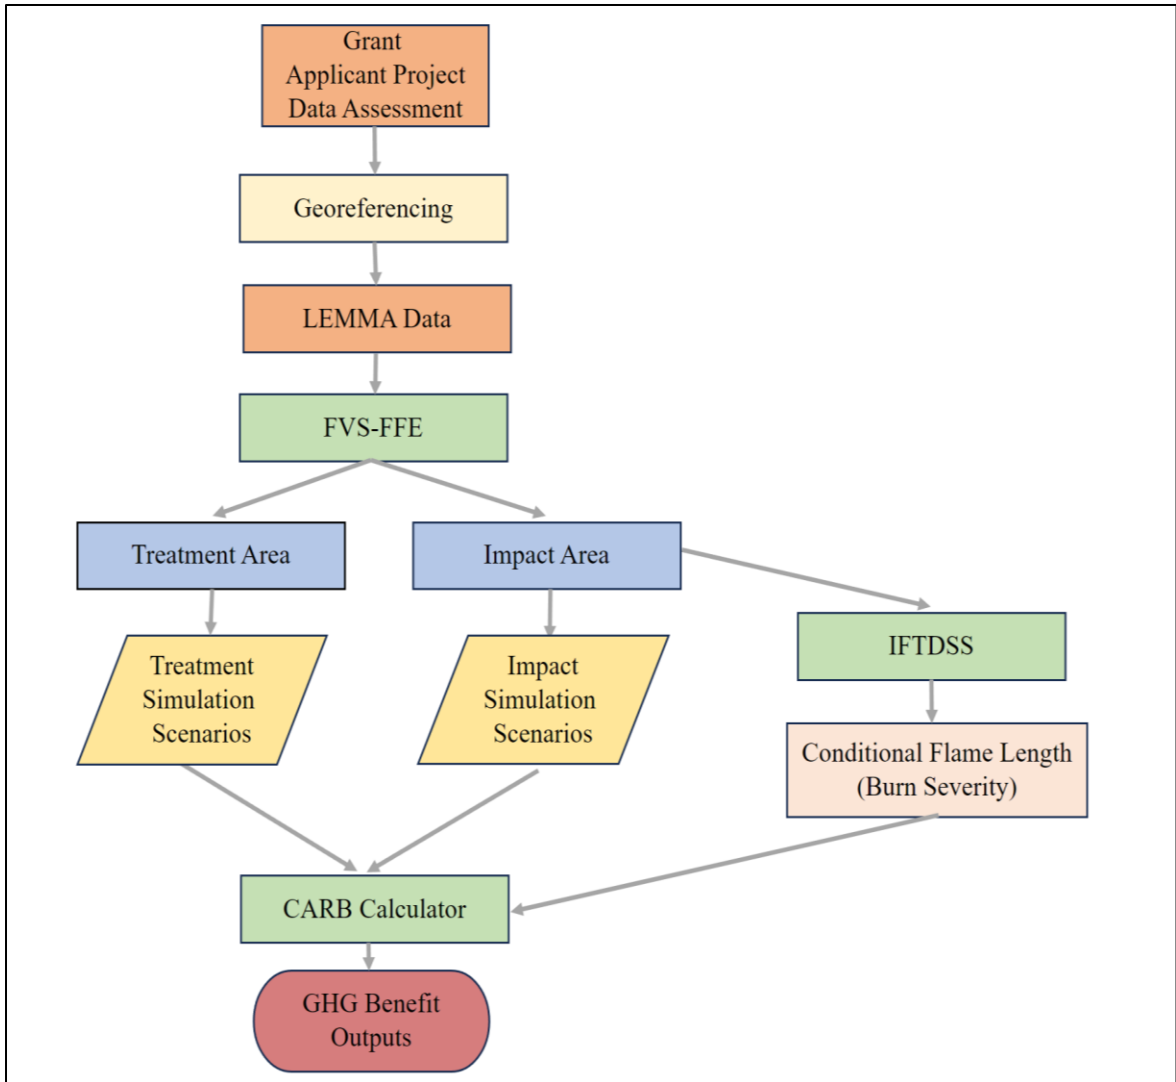 Grant
Applicant Project
Data Assessment
Georeferencing
LEMMA Data
FVS-FFE
Treatment Area
Impact Area
Treatment
Simulation
Scenarios
Impact
Simulation
Scenarios
IFTDSS
Conditional Flame Length
(Burn Severity)
CARB Calculator
GHG Benefit
Outputs